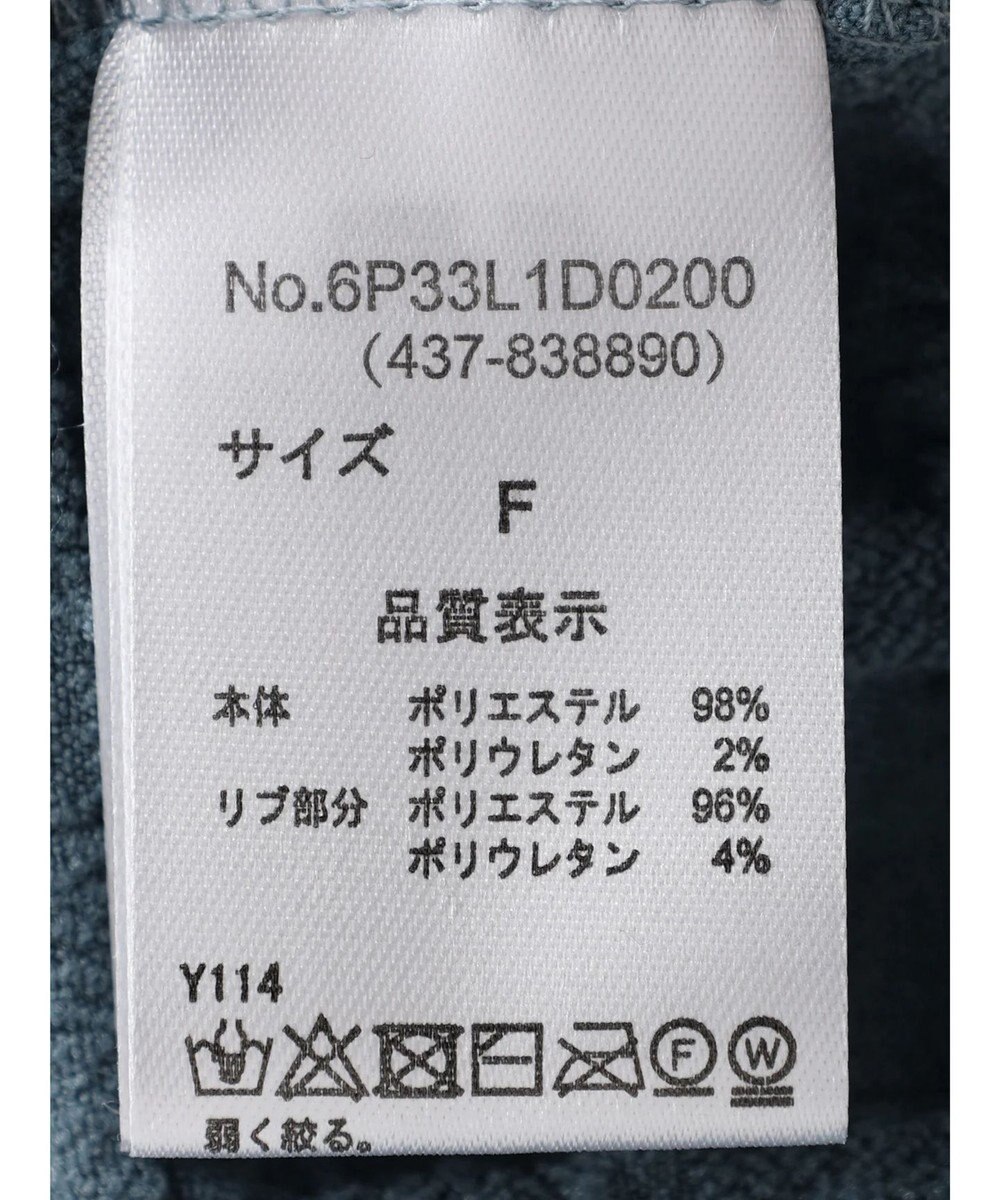 No.6P33L1D0200
(437-838890)
サイズ
F
品質表示
本体 ポリエステル 98%
ポリウレタン 2%
リブ部分 ポリエステル 96%
ポリウレタン 4%
Y114
F W
弱く絞る。